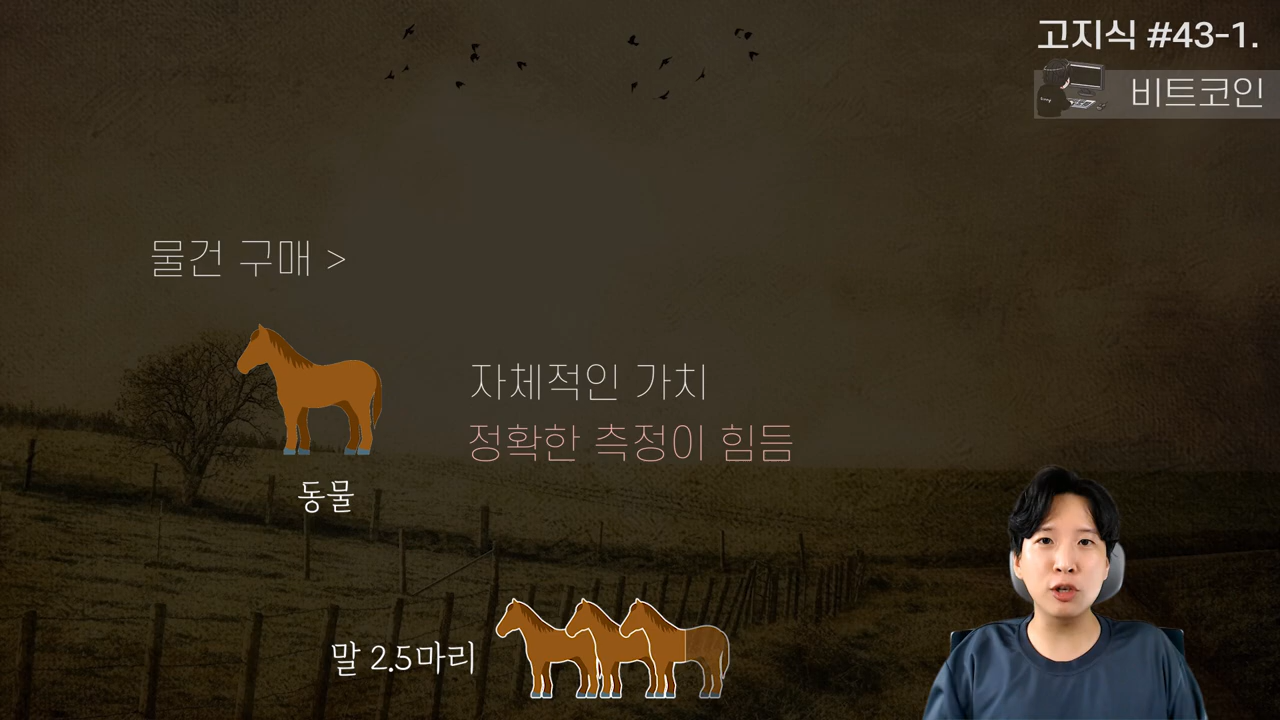 고지식 #43-1.
비트코인
물건 구매 >
자체적인 가치
정확한 측정이 힘듬
동물
말 2.5마리